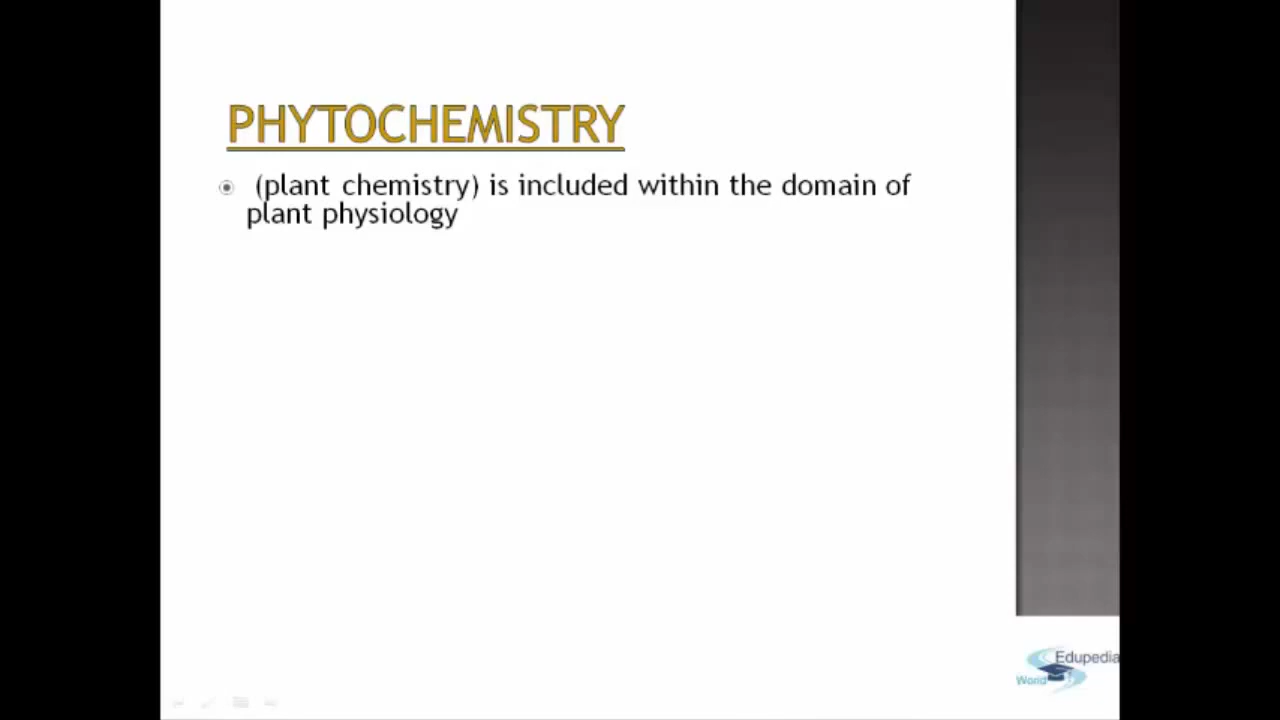 PHYTOCHEMISTRY
(plant chemistry) is included within the domain of
plant physiology
Edupedia
World